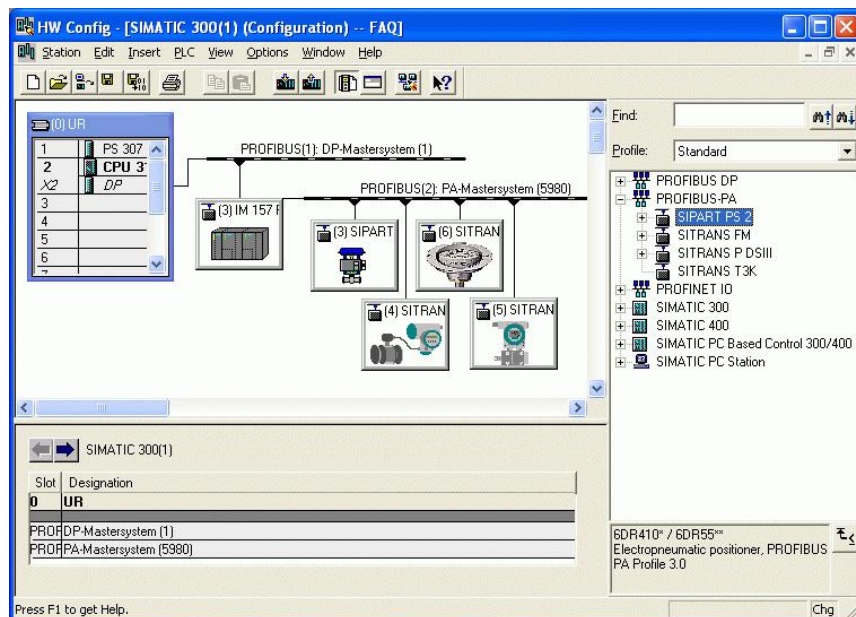 HW Config - [SIMATIC 300(1) (Configuration) -- FAQ]
Station Edit Insert PLC View Options Window Help
(0) UR
1 PS 307
2 CPU 3
X2 DP
3
4
5
6
PROFIBUS(1): DP-Mastersystem (1)
PROFIBUS(2): PA-Mastersystem (5980)
(3) IM 157
(3) SIPART
(6) SITRAN
(4) SITRAN
(5) SITRAN
Find:
Profile: Standard
PROFIBUS DP
PROFIBUS-PA
SIPART PS 2
SITRANS FM
SITRANS P DSIII
SITRANS T3K
PROFINET IO
SIMATIC 300
SIMATIC 400
SIMATIC PC Based Control 300/400
SIMATIC PC Station
SIMATIC 300(1)
Slot Designation
0 UR
PROF DP-Mastersystem (1)
PROF PA-Mastersystem (5980)
6DR410* / 6DR55**
Electropneumatic positioner, PROFIBUS
PA Profile 3.0
Press F1 to get Help.
Chg